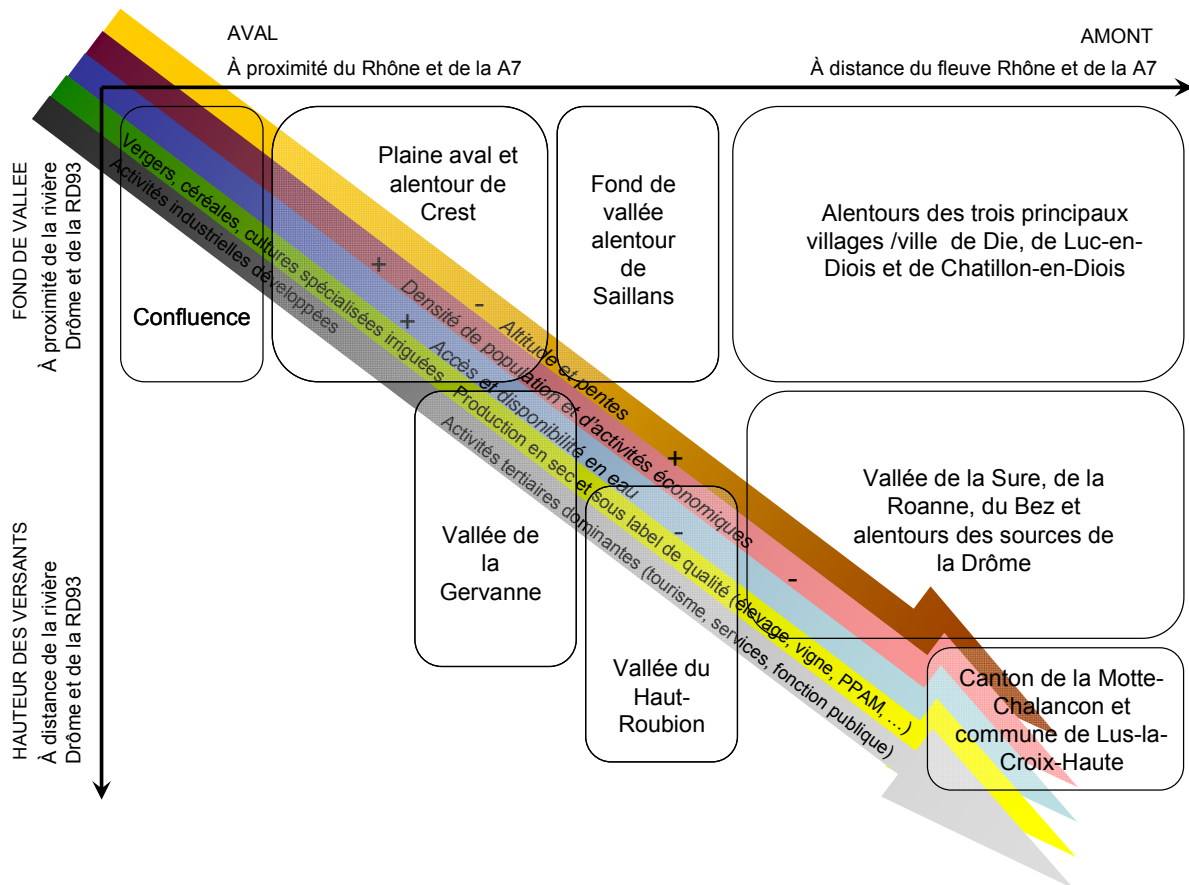 AVAL
À proximité du Rhône et de la A7
AMONT
À distance du fleuve Rhône et de la A7
FOND DE VALLEE
À proximité de la rivière
Drôme et de la RD93
HAUTEUR DES VERSANTS
À distance de la rivière
Drôme et de la RD93
Confluence
Plaine aval et
alentour de
Crest
Fond de
vallée
alentour
de
Saillans
Alentours des trois principaux
villages /ville de Die, de Luc-en-
Diois et de Chatillon-en-Diois
Vallée de
la
Gervanne
Vallée du
Haut-
Roubion
Vallée de la Sure, de la
Roanne, du Bez et
alentours des sources de
la Drôme
Canton de la Motte-
Chalancon et
commune de Lus-la-
Croix-Haute
- Altitude et pentes +
+ Densité de population et d'activités économiques -
+ Accès et disponibilité en eau -
Vergers, céréales, cultures spécialisées irriguées Production en sec et sous label de qualité (élevage, vigne, PPAM, …)
Activités industrielles développées Activités tertiaires dominantes (tourisme, services, fonction publique)